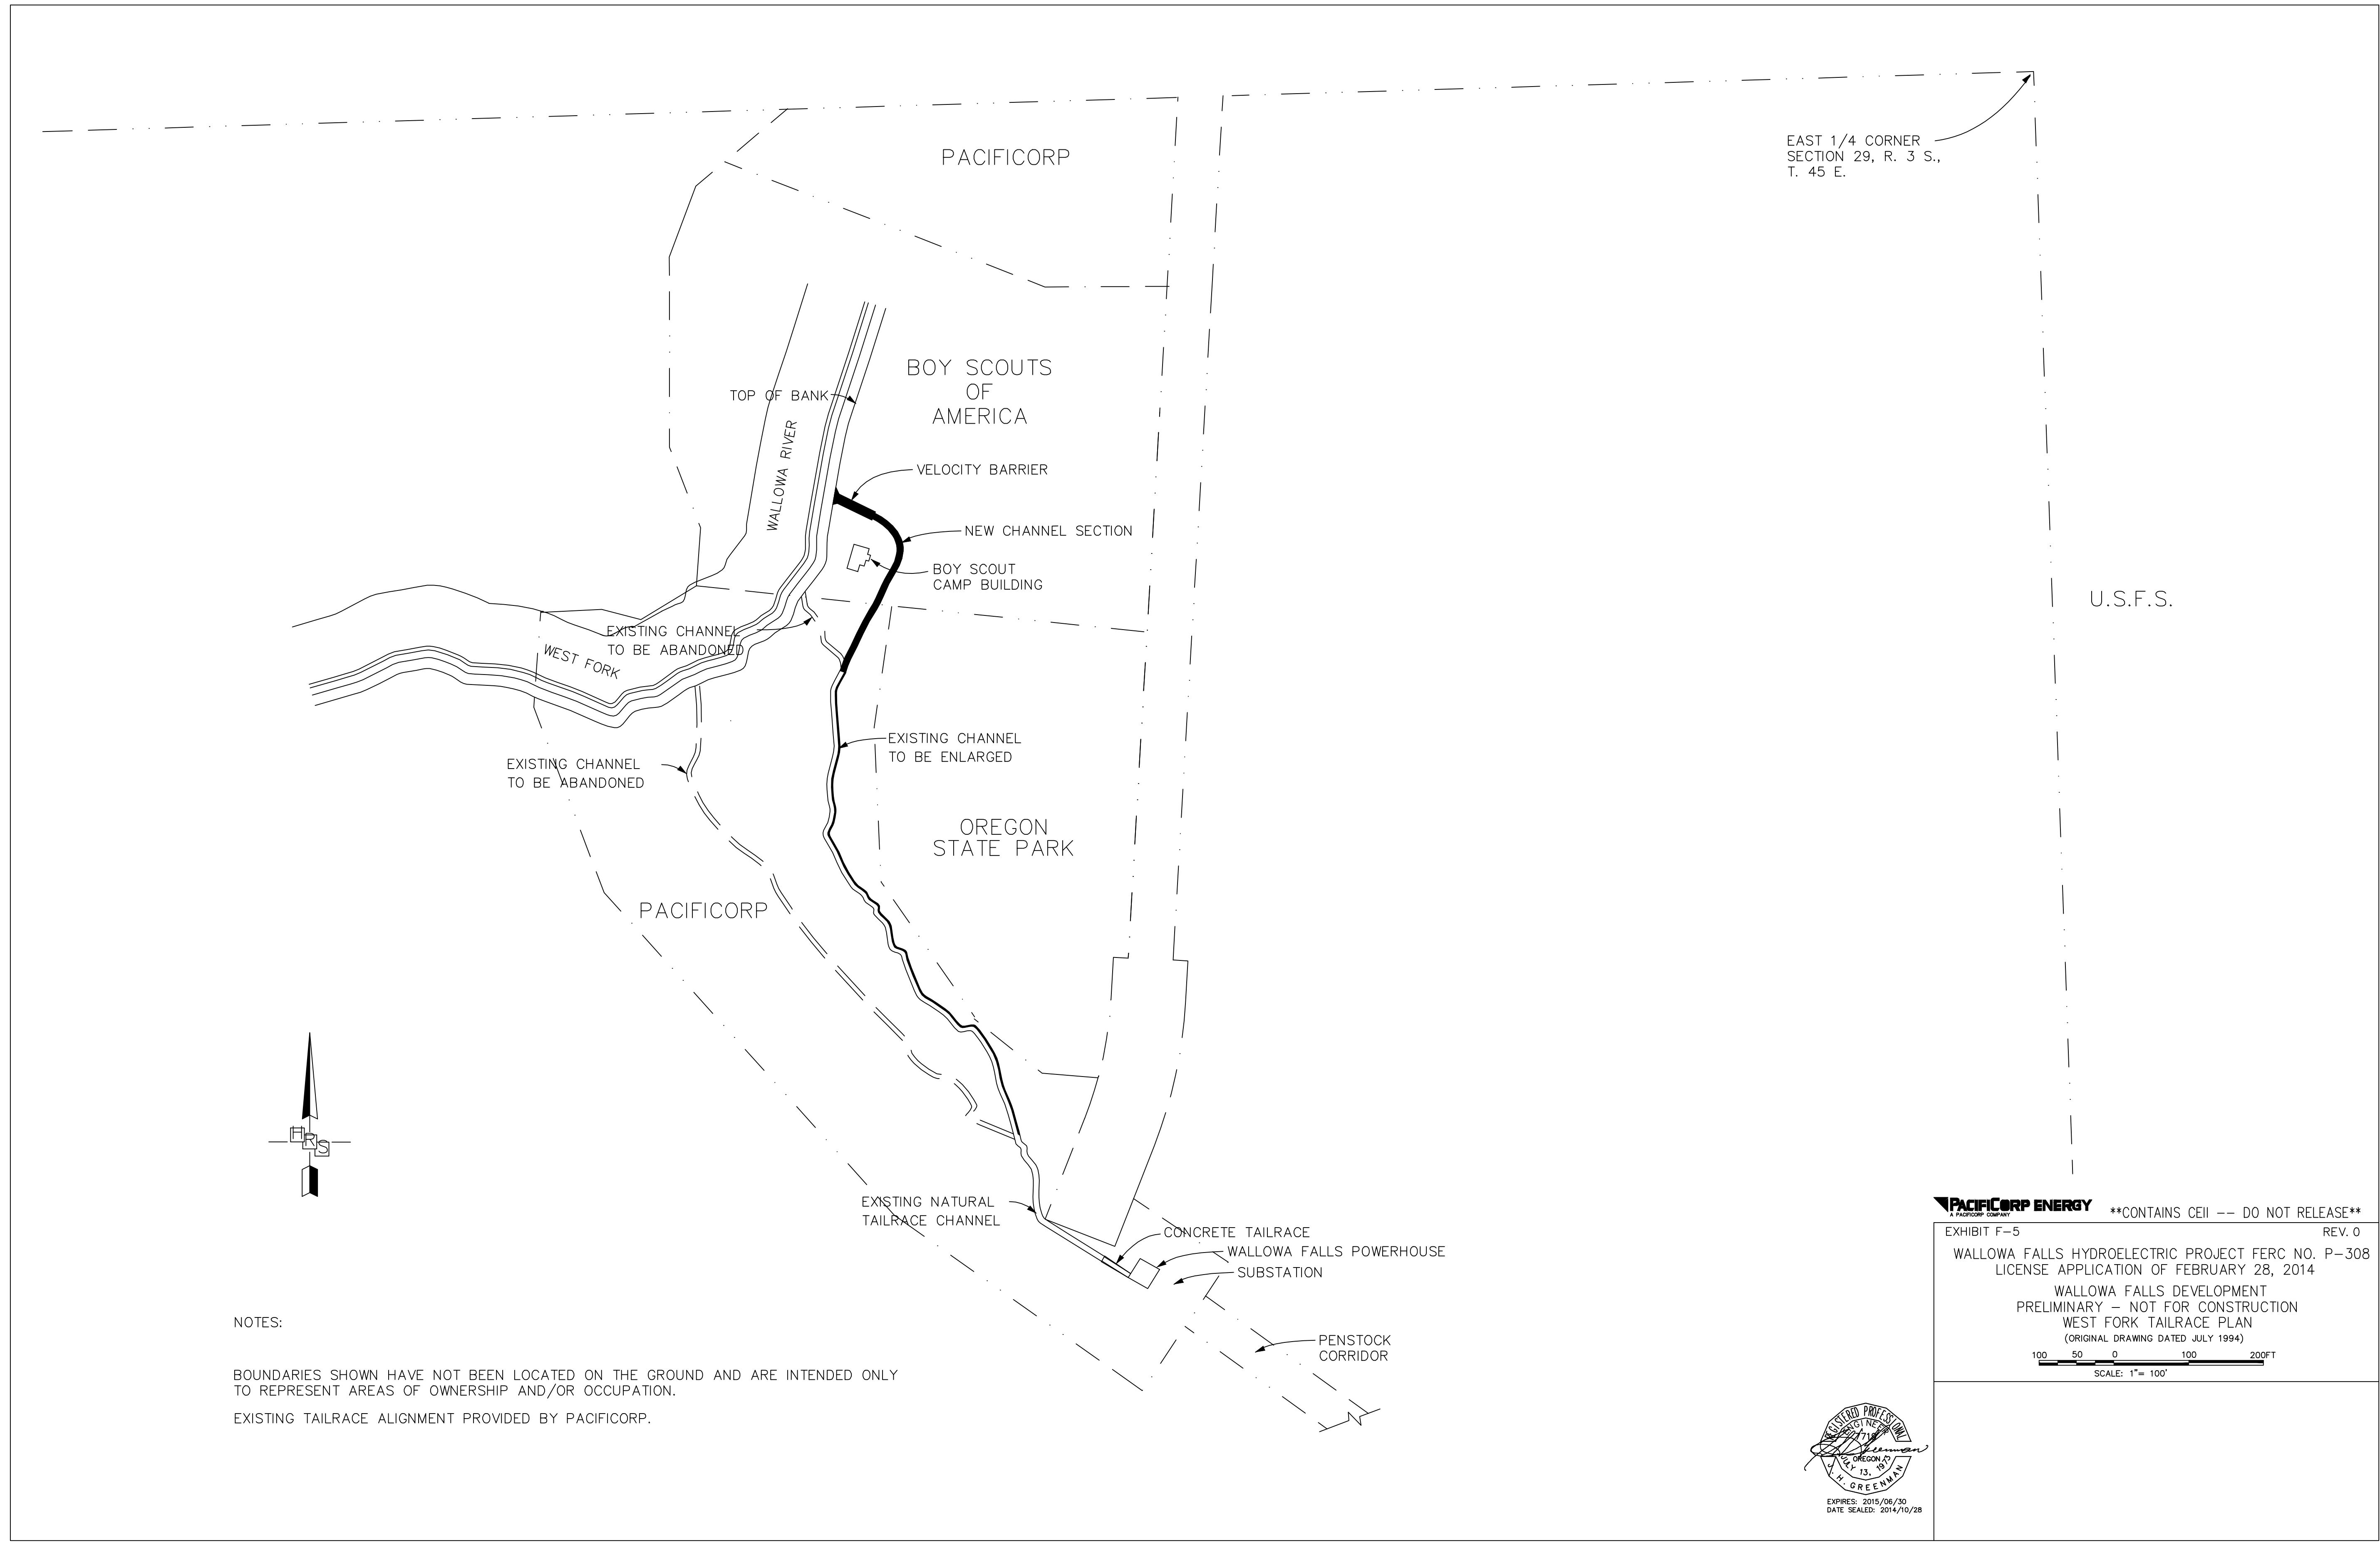 PACIFICORP
EAST 1/4 CORNER
SECTION 29, R. 3 S.,
T. 45 E.
BOY SCOUTS
OF
AMERICA
TOP OF BANK
WALLOWA RIVER
VELOCITY BARRIER
NEW CHANNEL SECTION
BOY SCOUT
CAMP BUILDING
U.S.F.S.
EXISTING CHANNEL
TO BE ABANDONED
WEST FORK
EXISTING CHANNEL
TO BE ENLARGED
EXISTING CHANNEL
TO BE ABANDONED
OREGON
STATE PARK
PACIFICORP
H
R
S
EXISTING NATURAL
TAILRACE CHANNEL
CONCRETE TAILRACE
WALLOWA FALLS POWERHOUSE
SUBSTATION
PENSTOCK
CORRIDOR
NOTES:
BOUNDARIES SHOWN HAVE NOT BEEN LOCATED ON THE GROUND AND ARE INTENDED ONLY
TO REPRESENT AREAS OF OWNERSHIP AND/OR OCCUPATION.
EXISTING TAILRACE ALIGNMENT PROVIDED BY PACIFICORP.
PACIFICORP ENERGY
A PACIFICORP COMPANY
**CONTAINS CEII -- DO NOT RELEASE**
EXHIBIT F-5 REV. 0
WALLOWA FALLS HYDROELECTRIC PROJECT FERC NO. P-308
LICENSE APPLICATION OF FEBRUARY 28, 2014
WALLOWA FALLS DEVELOPMENT
PRELIMINARY - NOT FOR CONSTRUCTION
WEST FORK TAILRACE PLAN
(ORIGINAL DRAWING DATED JULY 1994)
100 50 0 100 200FT
SCALE: 1"= 100'
REGISTERED PROFESSIONAL
ENGINEER
OREGON
JULY 13, 1973
J. H. GREENMAN
EXPIRES: 2015/06/30
DATE SEALED: 2014/10/28